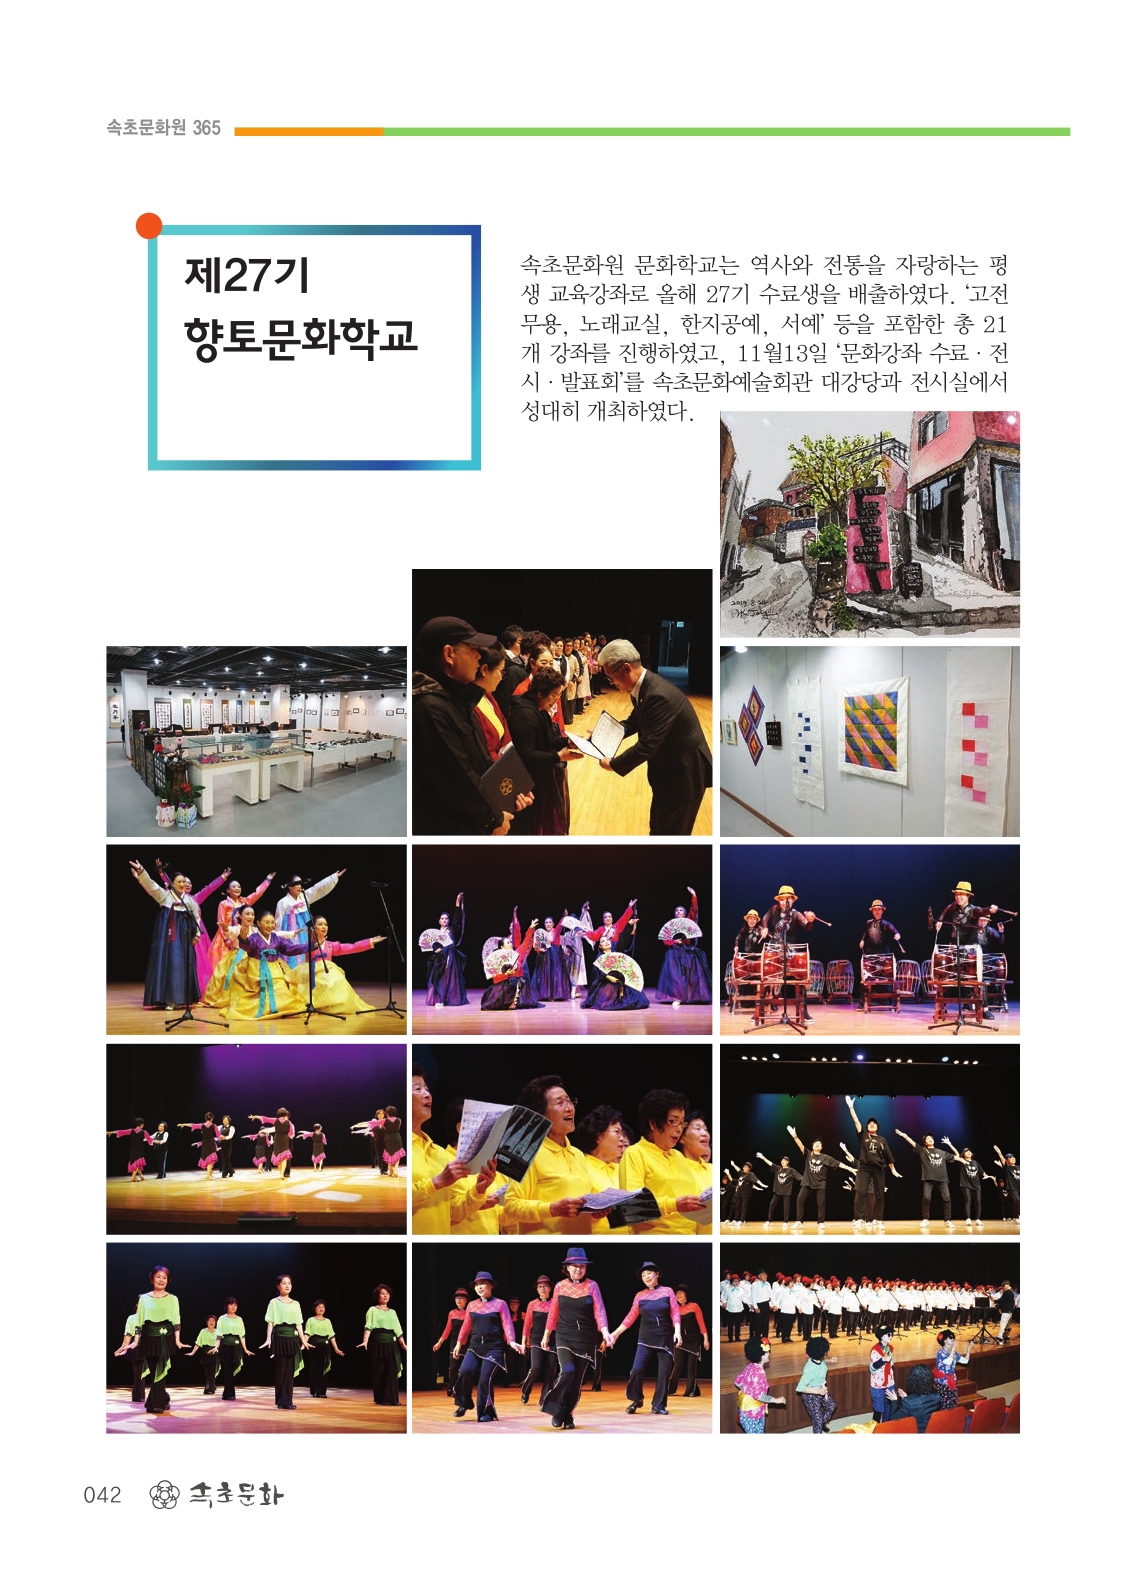 속초문화원 365
제27기
향토문화학교
속초문화원 문화학교는 역사와 전통을 자랑하는 평
생 교육강좌로 올해 27기 수료생을 배출하였다. ‘고전
무용, 노래교실, 한지공예, 서예’ 등을 포함한 총 21
개 강좌를 진행하였고, 11월13일 ‘문화강좌 수료 · 전
시 · 발표회’를 속초문화예술회관 대강당과 전시실에서
성대히 개최하였다.
042
속초문화